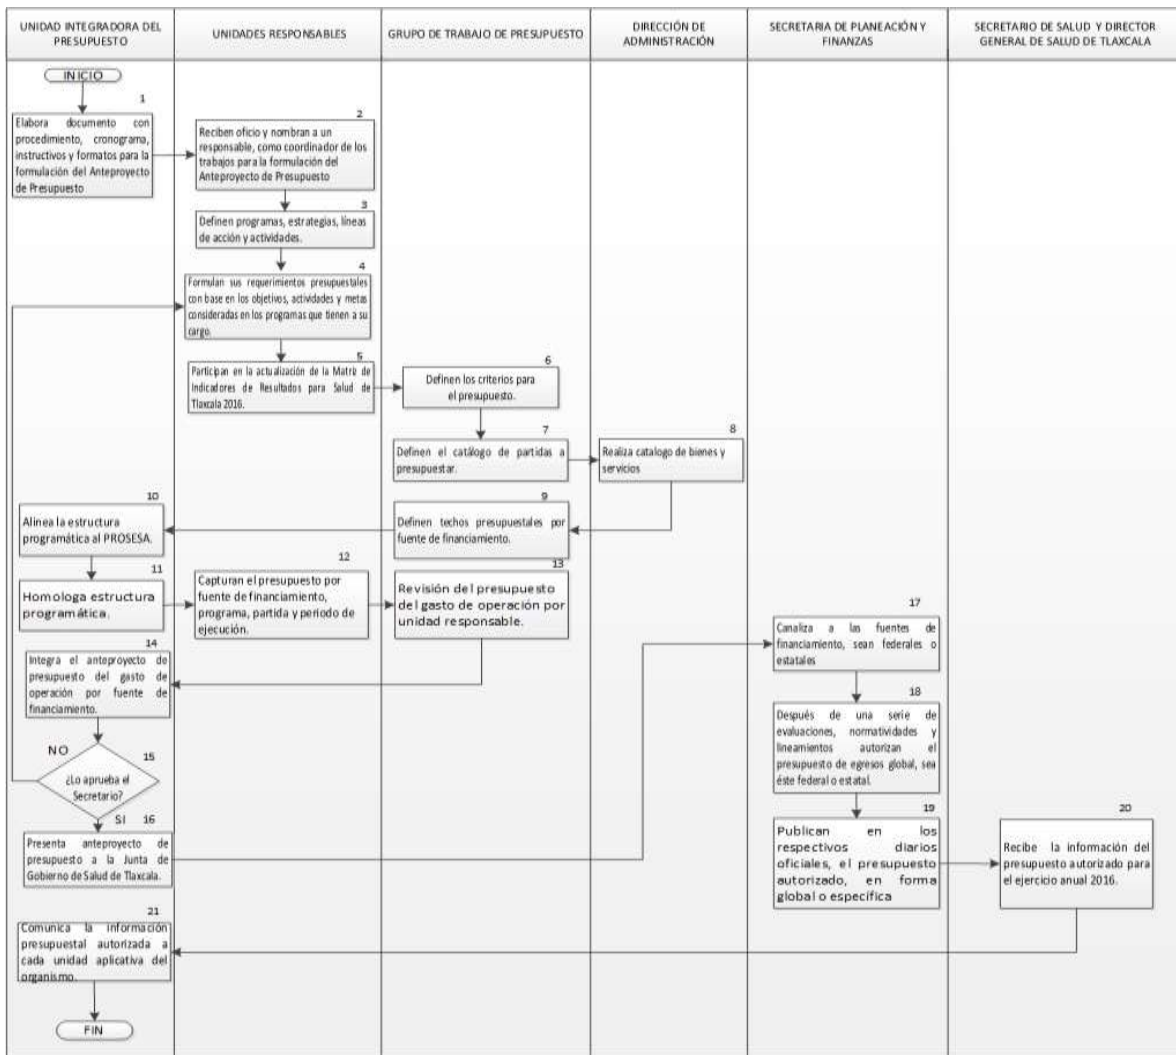 UNIDAD INTEGRADORA DEL
PRESUPUESTO
UNIDADES RESPONSABLES
GRUPO DE TRABAJO DE PRESUPUESTO
DIRECCIÓN DE
ADMINISTRACIÓN
SECRETARIA DE PLANEACIÓN Y
FINANZAS
SECRETARIO DE SALUD Y DIRECTOR
GENERAL DE SALUD DE TLAXCALA
INICIO
1
Elabora documento con
procedimiento, cronograma,
instructivos y formatos para la
formulación del Anteproyecto
de Presupuesto
2
Reciben oficio y nombran a un
responsable, como coordinador de los
trabajos para la formulación del
Anteproyecto de Presupuesto
3
Definen programas, estrategias, líneas
de acción y actividades.
4
Formulan sus requerimientos presupuestales
con base en los objetivos, actividades y metas
consideradas en los programas que tienen a su
cargo.
5
Participan en la actualización de la Matriz de
Indicadores de Resultados para Salud de
Tlaxcala 2016.
6
Definen los criterios para
el presupuesto.
7
Definen el catálogo de partidas a
presupuestar.
8
Realiza catalogo de bienes y
servicios
9
Definen techos presupuestales por
fuente de financiamiento.
10
Alinea la estructura
programática al PROSESA.
11
Homologa estructura
programática.
12
Capturan el presupuesto por
fuente de financiamiento,
programa, partida y periodo de
ejecución.
13
Revisión del presupuesto
del gasto de operación por
unidad responsable.
14
Integra el anteproyecto de
presupuesto del gasto de
operación por fuente de
financiamiento.
NO
15
¿Lo aprueba el
Secretario?
SI
16
Presenta anteproyecto de
presupuesto a la Junta de
Gobierno de Salud de Tlaxcala.
17
Canaliza a las fuentes de
financiamiento, sean federales o
estatales
18
Después de una serie de
evaluaciones, normatividades y
lineamientos autorizan el
presupuesto de egresos global, sea
éste federal o estatal.
19
Publican en los
respectivos diarios
oficiales, el presupuesto
autorizado, en forma
global o específica
20
Recibe la información del
presupuesto autorizado para
el ejercicio anual 2016.
21
Comunica la información
presupuestal autorizada a
cada unidad aplicativa del
organismo.
FIN